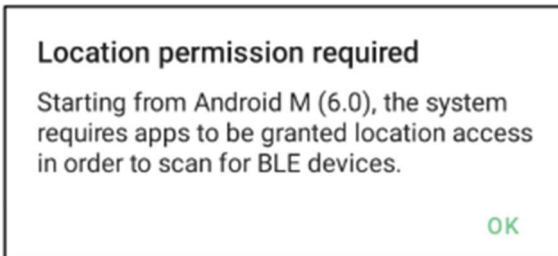 Location permission required
Starting from Android M (6.0), the system
requires apps to be granted location access
in order to scan for BLE devices.
OK